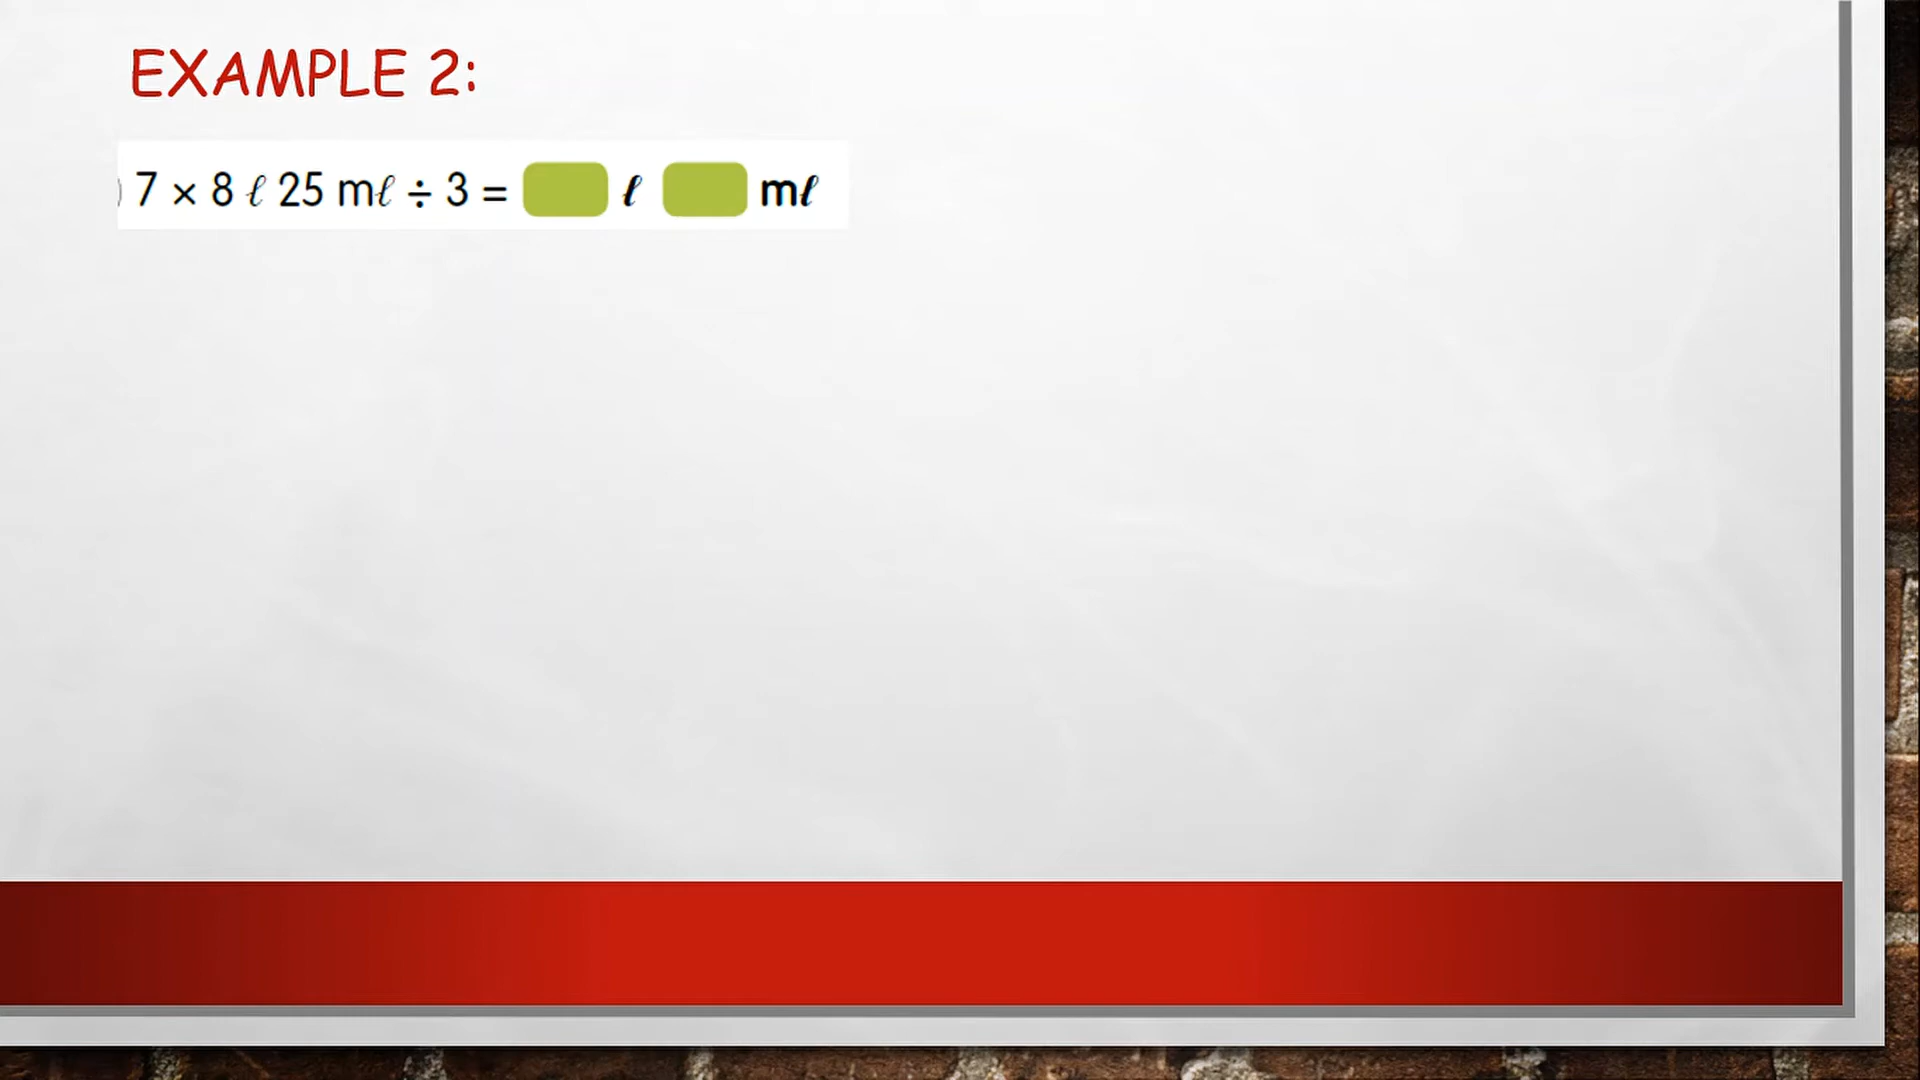 EXAMPLE 2:
) 7 × 8 ℓ 25 mℓ ÷ 3 = ℓ mℓ